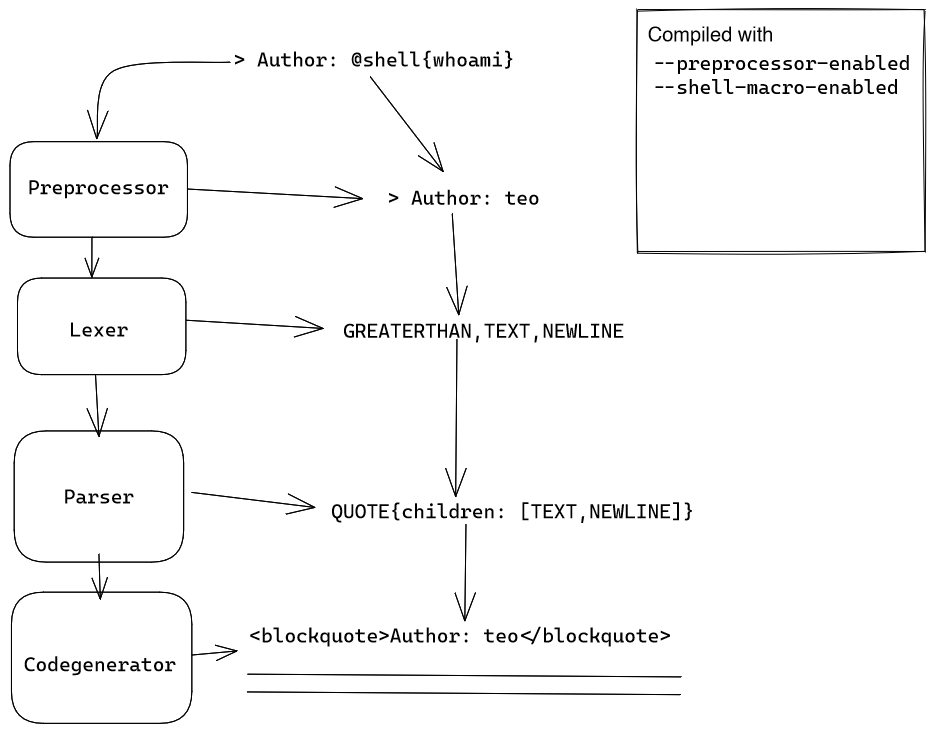 > Author: @shell{whoami}
Compiled with
--preprocessor-enabled
--shell-macro-enabled
Preprocessor
> Author: teo
Lexer
GREATERTHAN,TEXT,NEWLINE
Parser
QUOTE{children: [TEXT,NEWLINE]}
Codegenerator
<blockquote>Author: teo</blockquote>